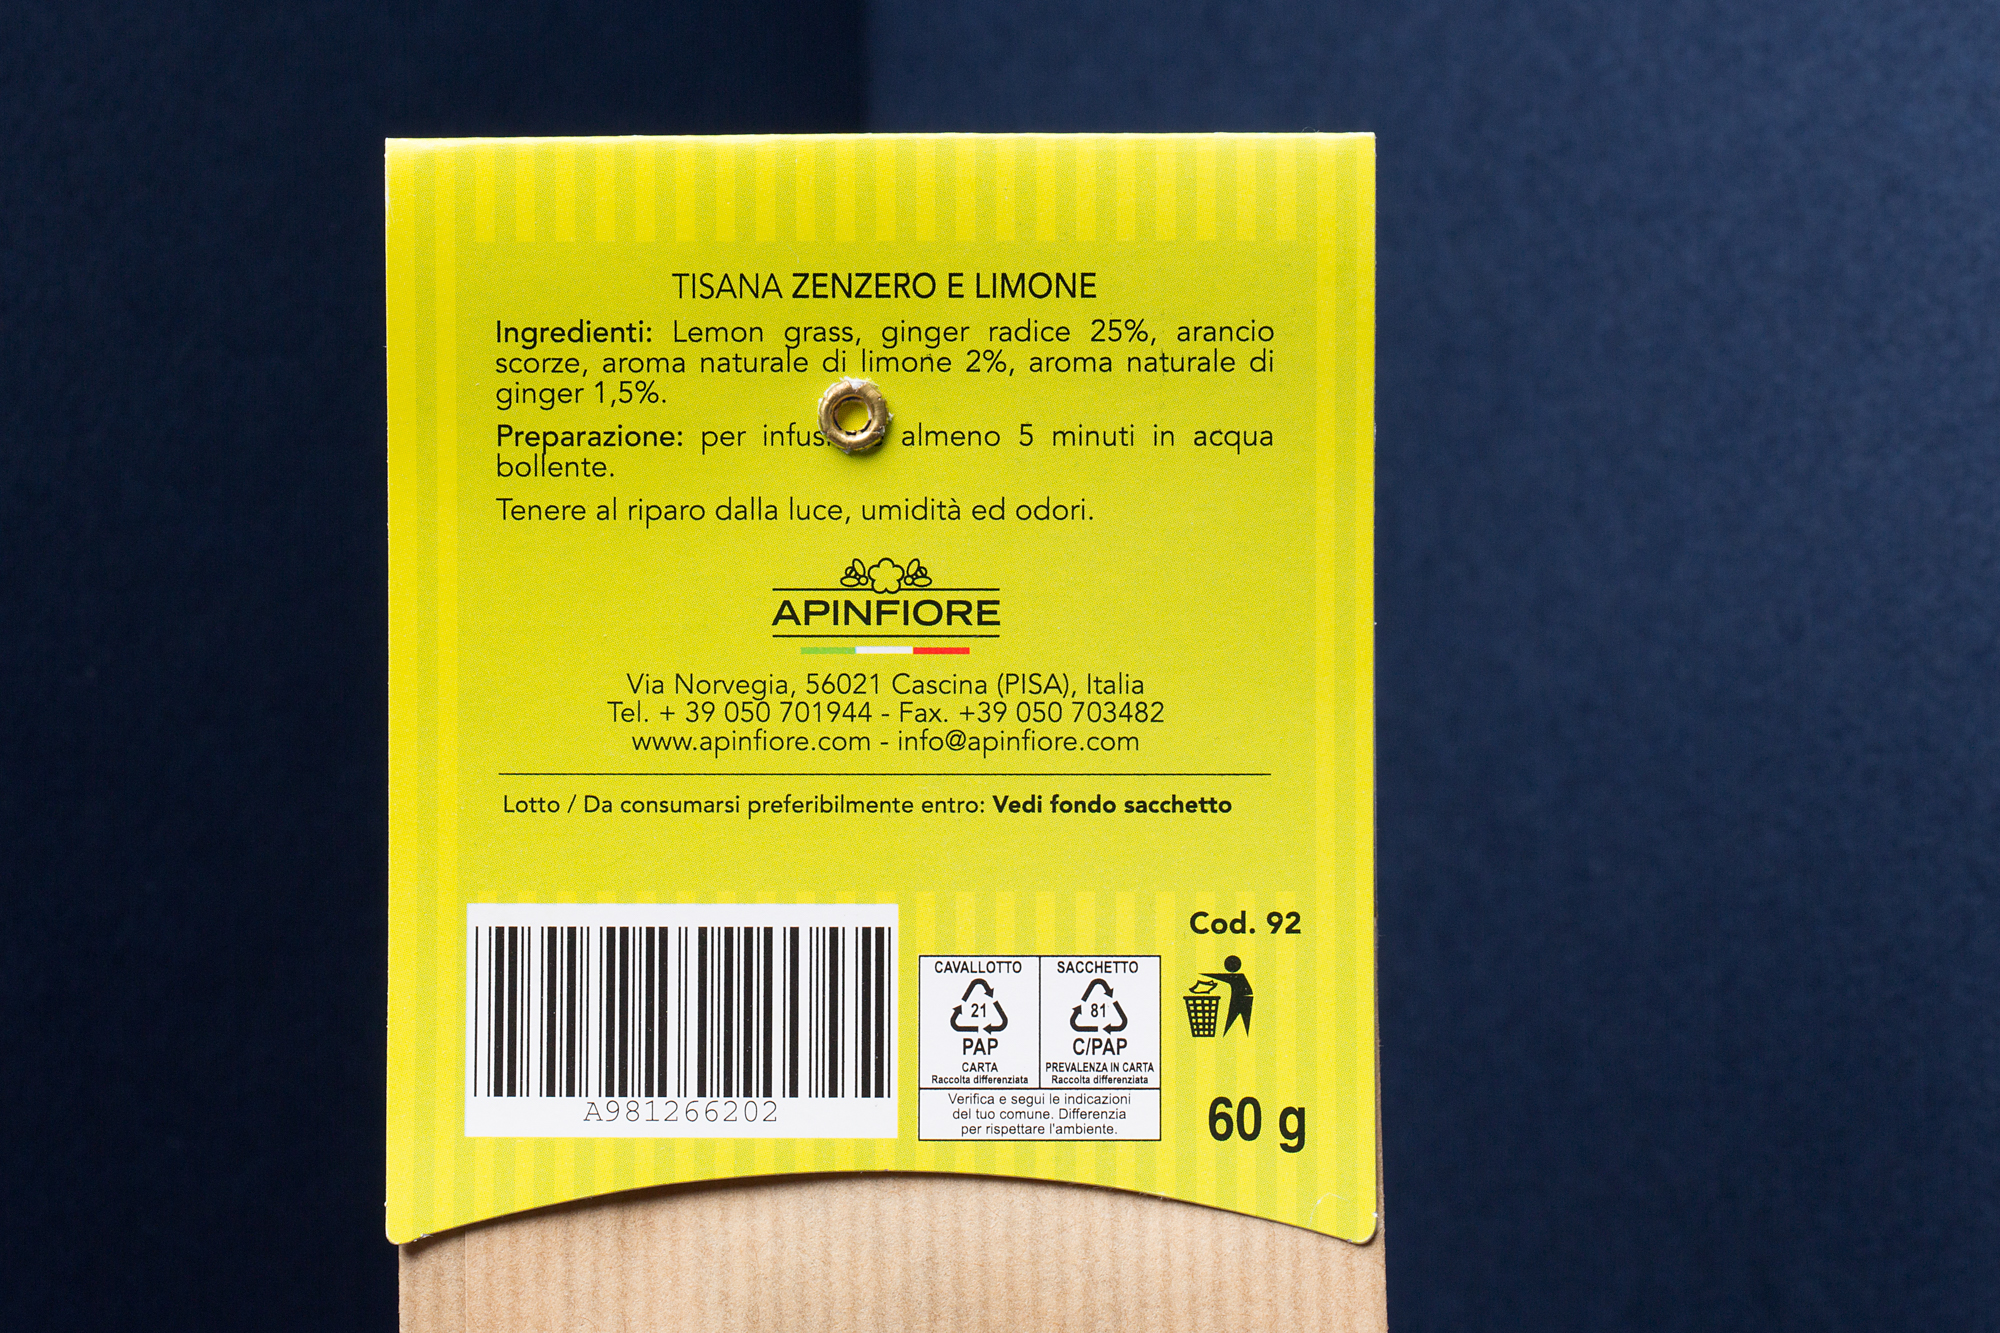 TISANA ZENZERO E LIMONE
Ingredienti: Lemon grass, ginger radice 25%, arancio
scorze, aroma naturale di limone 2%, aroma naturale di
ginger 1,5%.
Preparazione: per almeno 5 minuti in acqua
bollente.
Tenere al riparo dalla luce, umidità ed odori.
APINFIORE
Via Norvegia, 56021 Cascina (PISA), Italia
Tel. + 39 050 701944 - Fax. +39 050 703482
www.apinfiore.com - info@apinfiore.com
Lotto / Da consumarsi preferibilmente entro: Vedi fondo sacchetto
A981266202
CAVALLOTTO
21
PAP
CARTA
Raccolta differenziata
SACCHETTO
81
C/PAP
PREVALENZA IN CARTA
Raccolta differenziata
Verifica e segui le indicazioni
del tuo comune. Differenzia
per rispettare l'ambiente.
Cod. 92
60 g